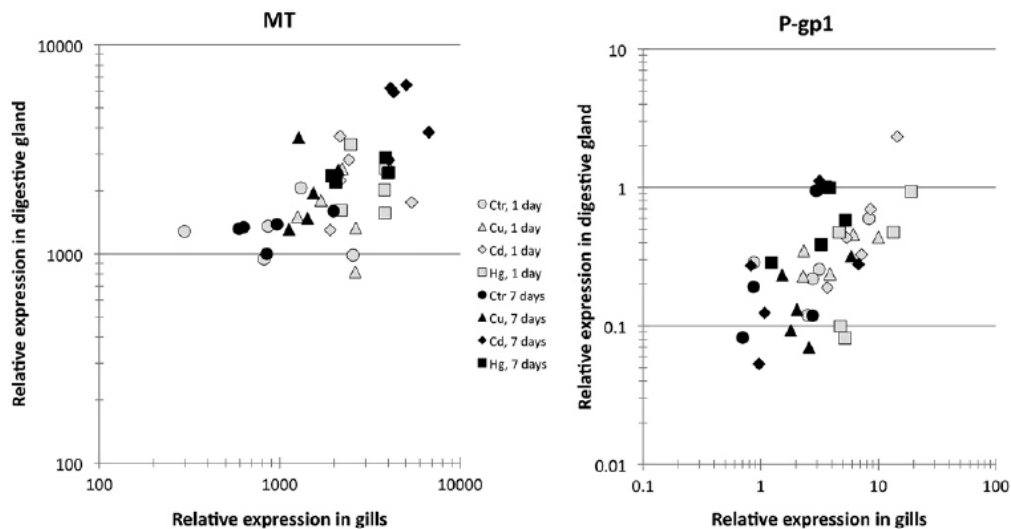 MT
10000
1000
100
100
1000
10000
Relative expression in digestive gland
Relative expression in gills
Ctr, 1 day
Cu, 1 day
Cd, 1 day
Hg, 1 day
Ctr 7 days
Cu, 7 days
Cd, 7 days
Hg, 7 days
P-gp1
10
1
0.1
0.01
0.1
1
10
100
Relative expression in digestive gland
Relative expression in gills